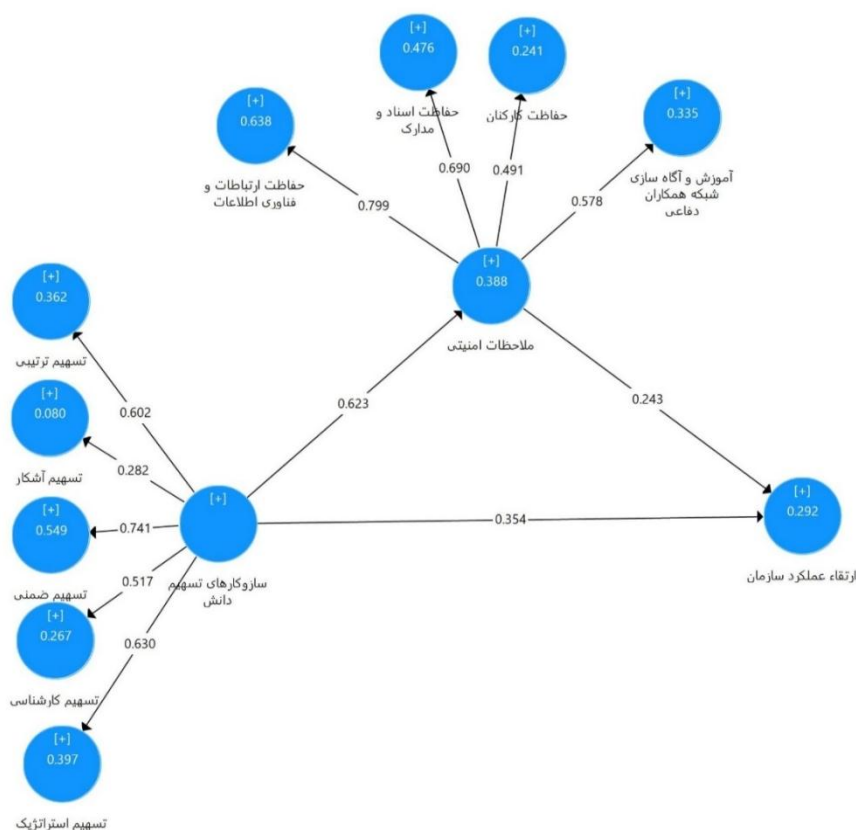 [+]
0.476
حفاظت اسناد و
مدارک
[+]
0.241
حفاظت کارکنان
[+]
0.335
آموزش و آگاه سازی
شبکه همکاران
دفاعی
[+]
0.638
حفاظت ارتباطات و
فناوری اطلاعات
0.799
0.690
0.491
0.578
[+]
0.388
ملاحظات امنیتی
[+]
0.362
تسهیم ترتیبی
[+]
0.080
تسهیم آشکار
[+]
0.549
تسهیم ضمنی
[+]
0.267
تسهیم کارشناسی
[+]
0.397
تسهیم استراتژیک
0.602
0.282
0.741
0.517
0.630
[+]
سازوکارهای تسهیم
دانش
0.623
0.243
0.354
[+]
0.292
ارتقاء عملکرد سازمان